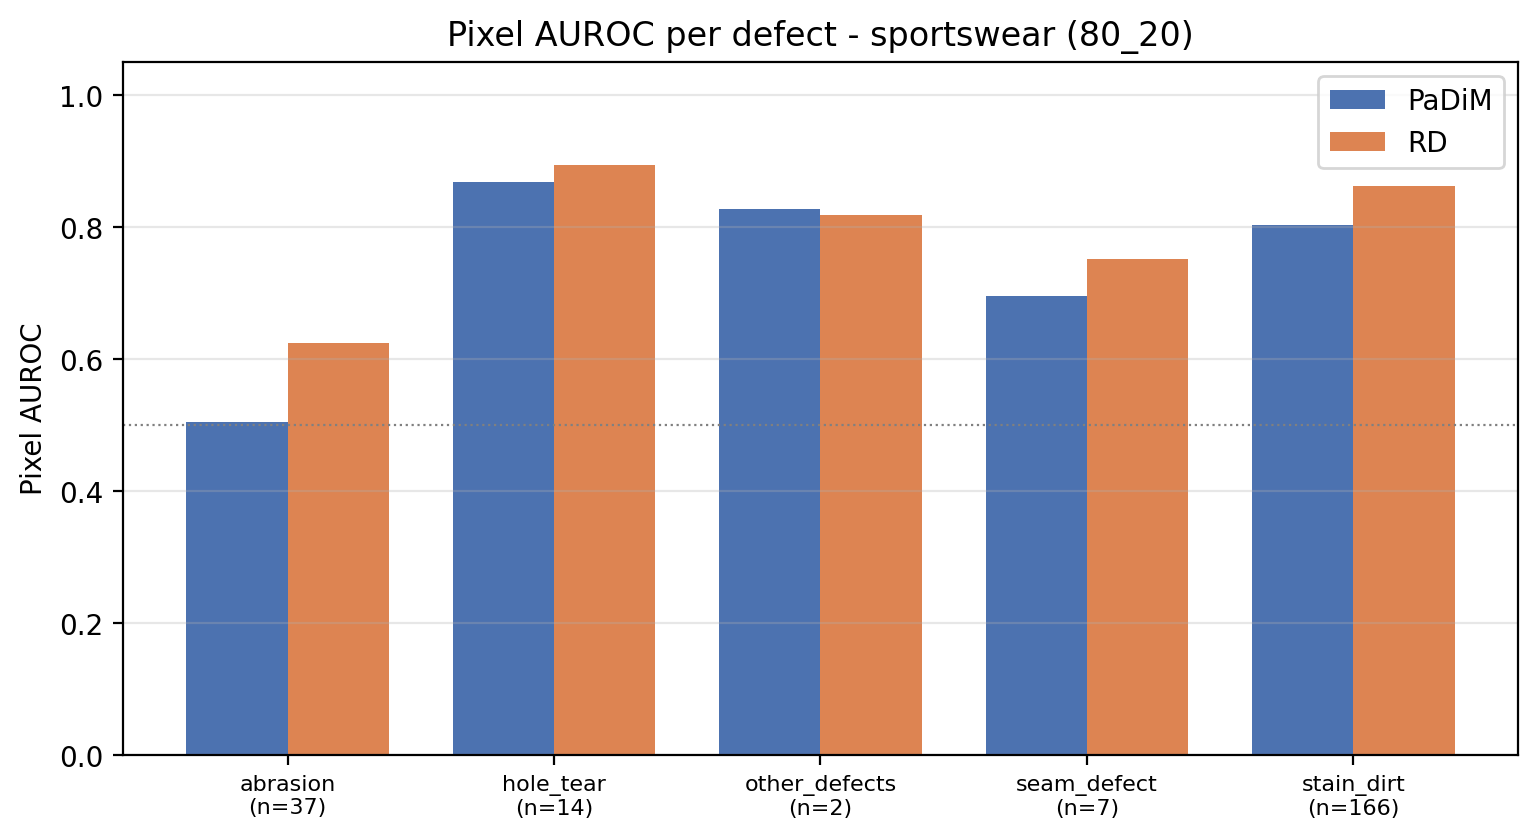 Pixel AUROC per defect - sportswear (80_20)
PaDiM
RD
Pixel AUROC
1.0
0.8
0.6
0.4
0.2
0.0
abrasion
(n=37)
hole_tear
(n=14)
other_defects
(n=2)
seam_defect
(n=7)
stain_dirt
(n=166)